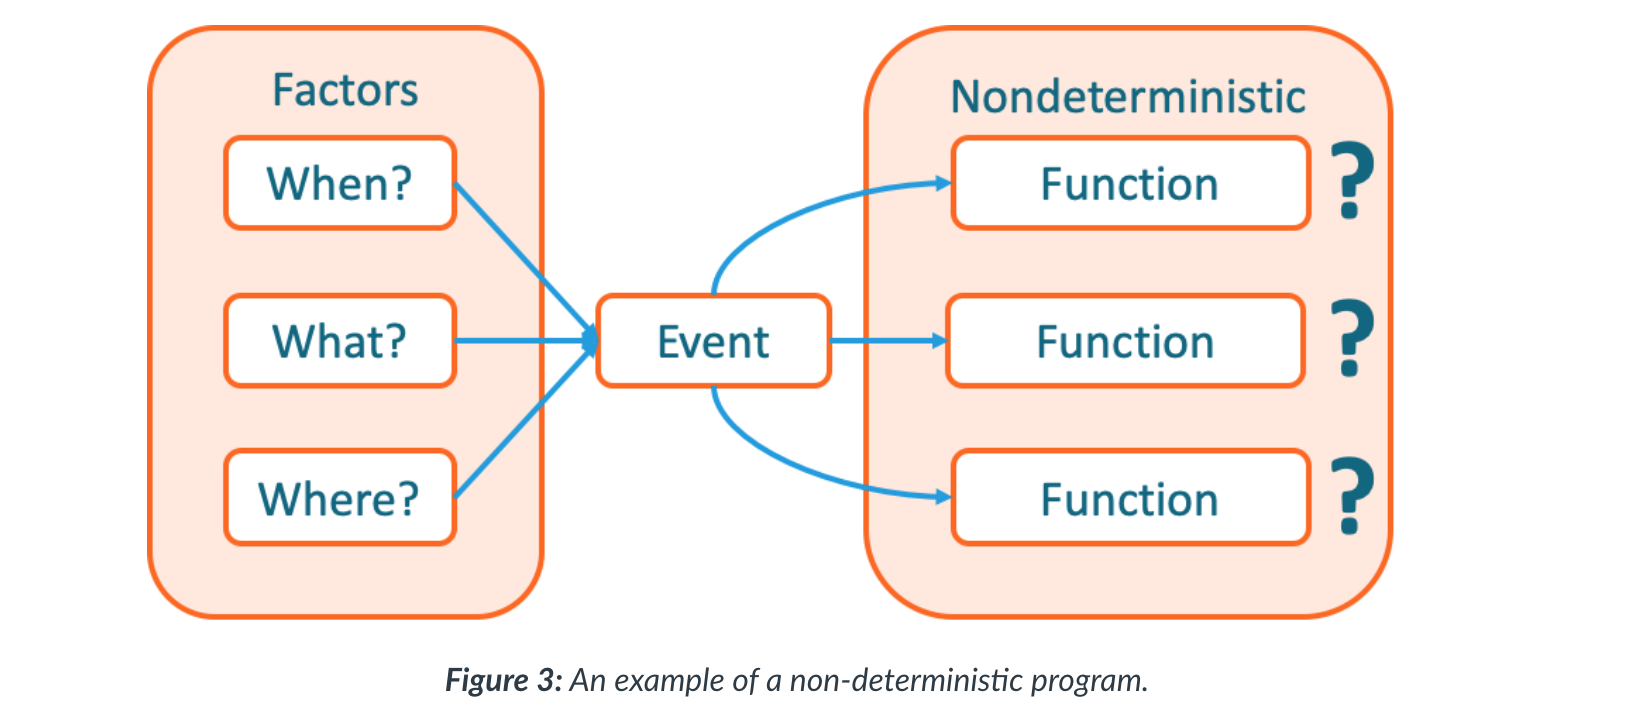 Factors
When?
What?
Where?
Event
Nondeterministic
Function ?
Function ?
Function ?
Figure 3: An example of a non-deterministic program.